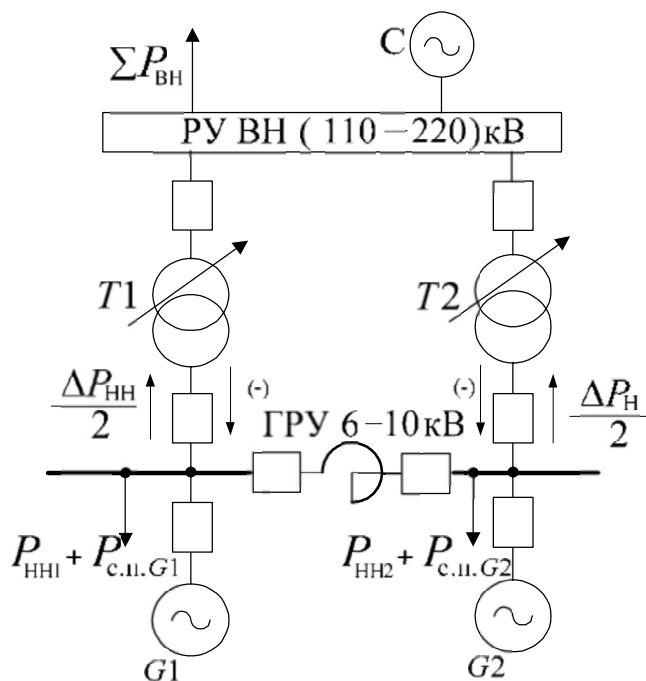 С
∑P_ВН
РУ ВН ( 110 –220)кВ
T1
T2
ΔP_НН/2
(-)
(-)
ΔP_Н/2
ГРУ 6–10кВ
P_НН1 + P_с.н.G1
P_НН2 + P_с.н.G2
G1
G2